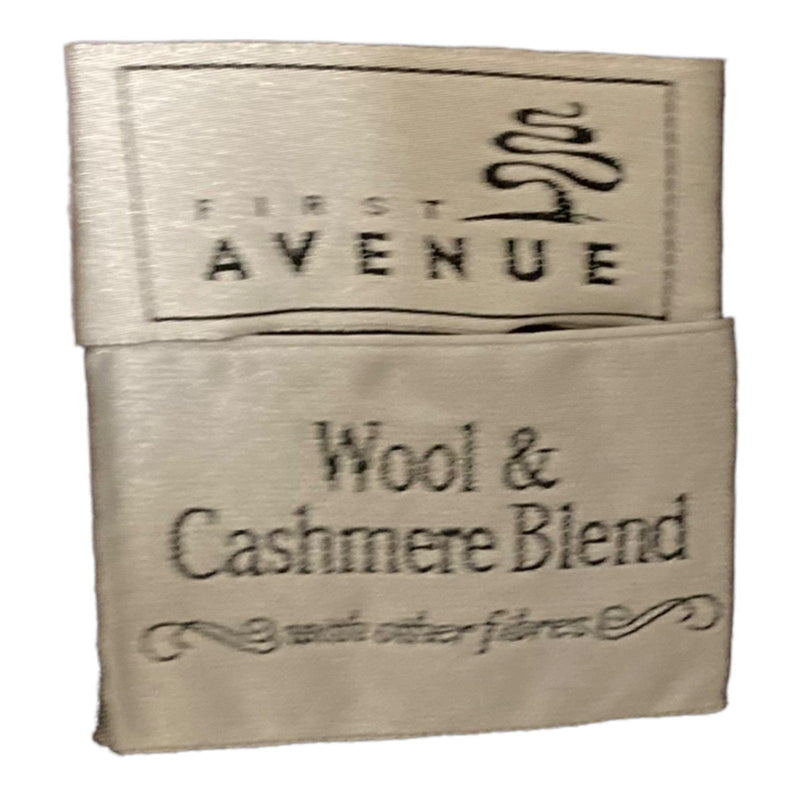 FIRST
AVENUE
Wool &
Cashmere Blend
with other fibres